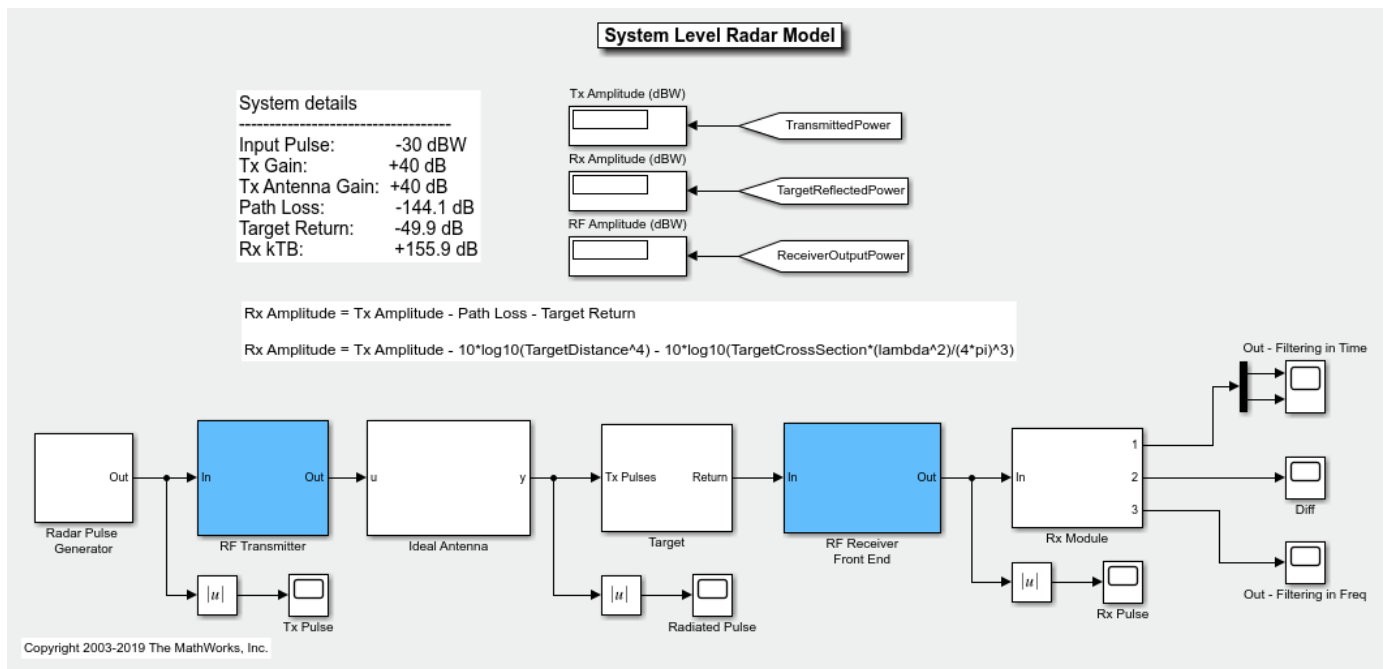 System Level Radar Model
System details
-----------------------------------
Input Pulse: -30 dBW
Tx Gain: +40 dB
Tx Antenna Gain: +40 dB
Path Loss: -144.1 dB
Target Return: -49.9 dB
Rx kTB: +155.9 dB
Tx Amplitude (dBW)
TransmittedPower
Rx Amplitude (dBW)
TargetReflectedPower
RF Amplitude (dBW)
ReceiverOutputPower
Rx Amplitude = Tx Amplitude - Path Loss - Target Return
Rx Amplitude = Tx Amplitude - 10*log10(TargetDistance^4) - 10*log10(TargetCrossSection*(lambda^2)/(4*pi)^3)
Out
Radar Pulse
Generator
In Out
RF Transmitter
u y
Ideal Antenna
Tx Pulses Return
Target
In Out
RF Receiver
Front End
In
1
2
3
Rx Module
Out - Filtering in Time
Diff
Out - Filtering in Freq
|u|
Tx Pulse
|u|
Radiated Pulse
|u|
Rx Pulse
Copyright 2003-2019 The MathWorks, Inc.